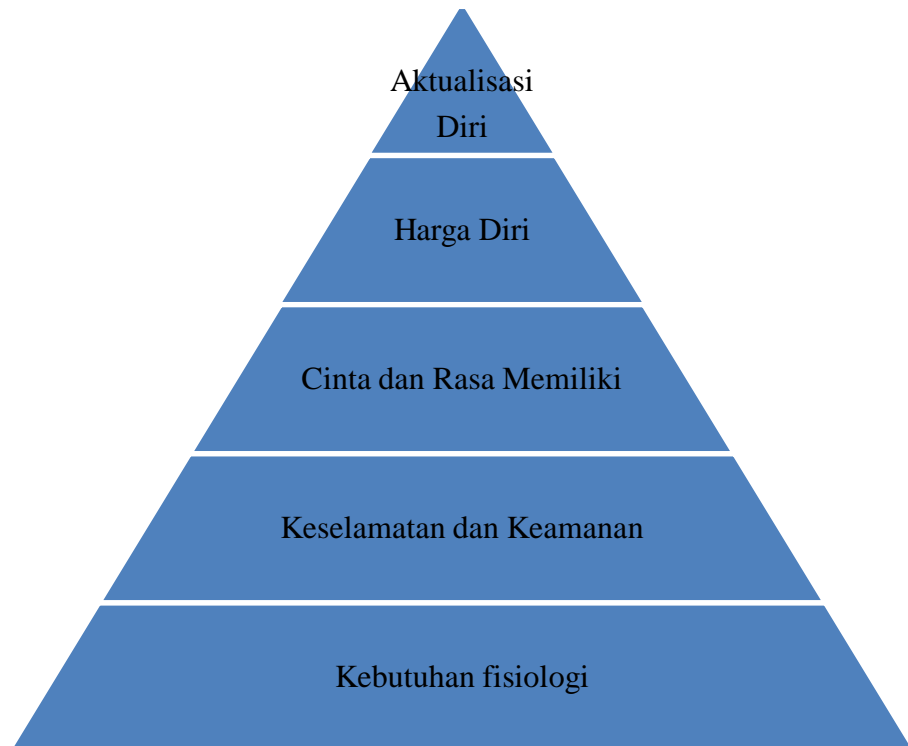 Aktualisasi
Diri
Harga Diri
Cinta dan Rasa Memiliki
Keselamatan dan Keamanan
Kebutuhan fisiologi